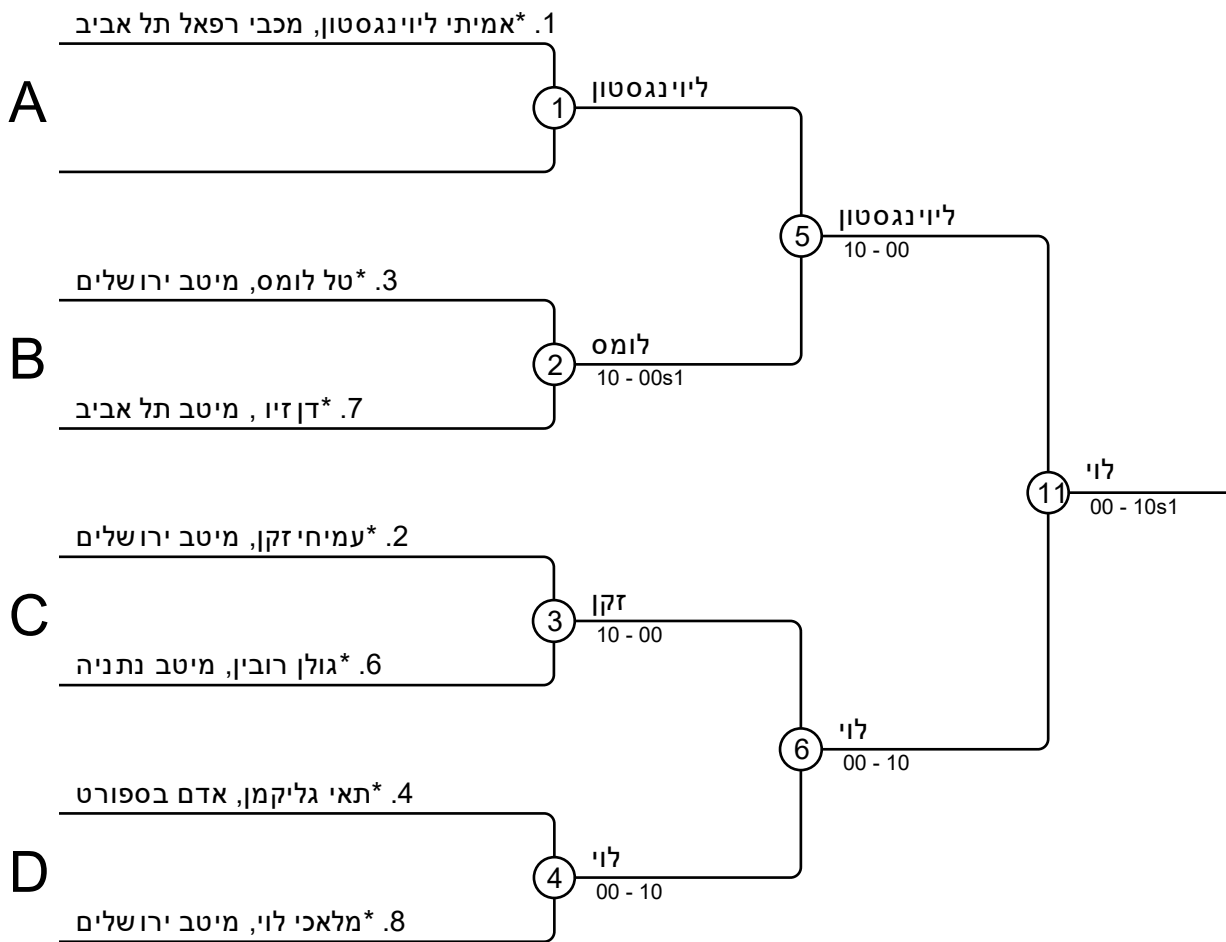 1. *אמיתי ליוינגסטון, מכבי רפאל תל אביב
A
1
ליוינגסטון
5
ליוינגסטון
10 - 00
3. *טל לומס, מיטב ירושלים
B
2
לומס
10 - 00s1
7. *דן זיו , מיטב תל אביב
11
לוי
00 - 10s1
2. *עמיחי זקן, מיטב ירושלים
C
3
זקן
10 - 00
6. *גולן רובין, מיטב נתניה
6
לוי
00 - 10
4. *תאי גליקמן, אדם בספורט
D
4
לוי
00 - 10
8. *מלאכי לוי, מיטב ירושלים